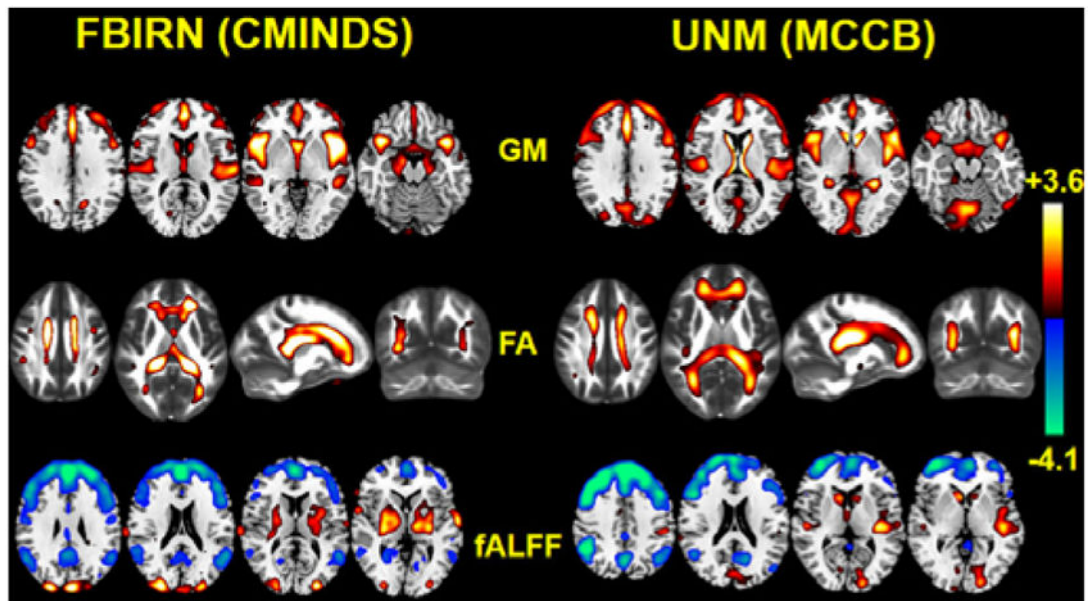 FBIRN (CMINDS)
UNM (MCCB)
GM
+3.6
FA
-4.1
fALFF